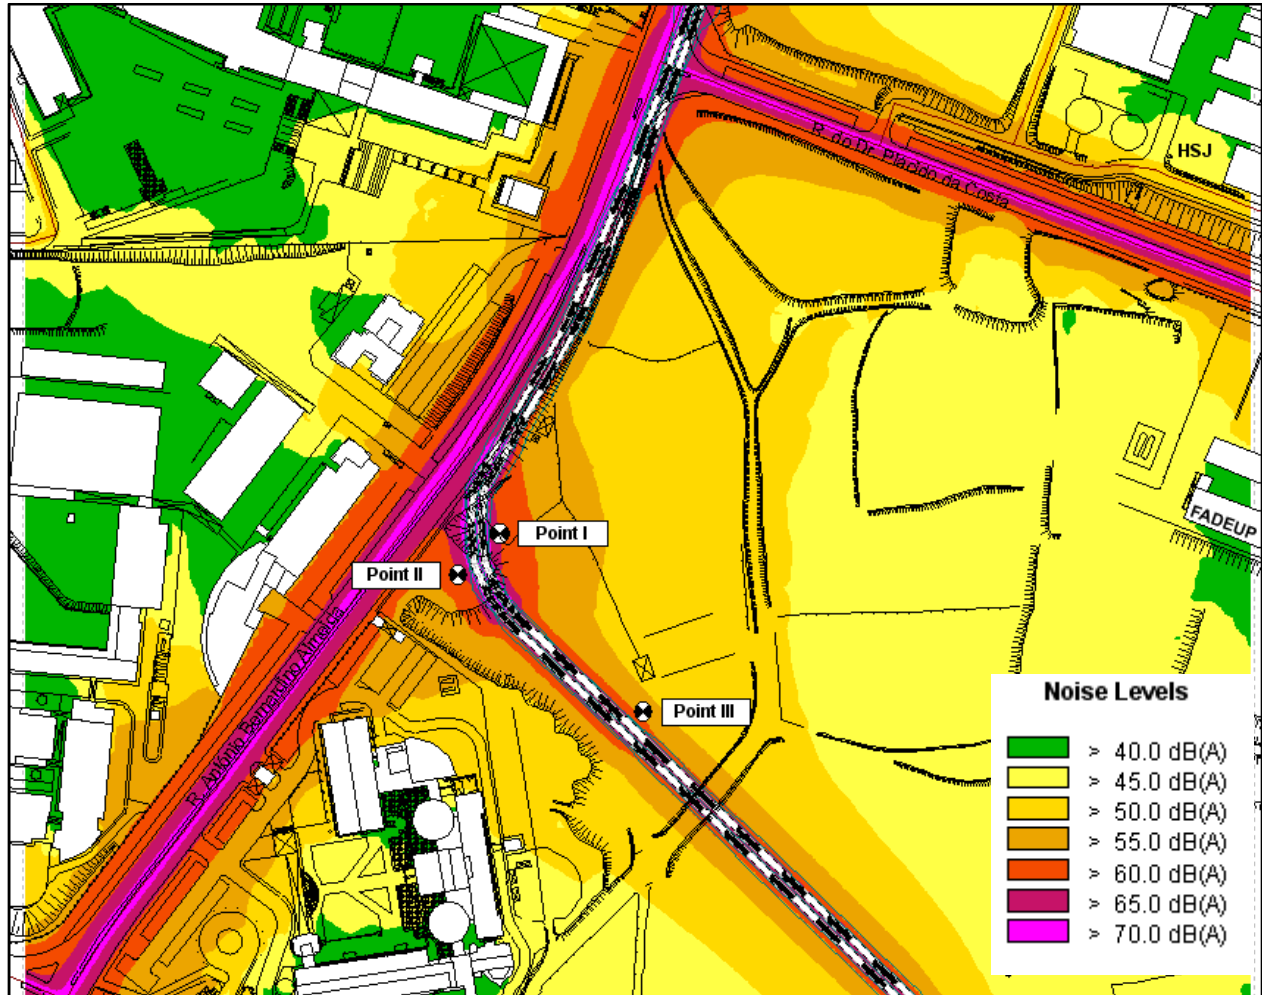 R. do Dr. Plácido da Costa
HSJ
FADEUP
Point I
Point II
R. António Bernardino Almeida
Point III
Noise Levels
> 40.0 dB(A)
> 45.0 dB(A)
> 50.0 dB(A)
> 55.0 dB(A)
> 60.0 dB(A)
> 65.0 dB(A)
> 70.0 dB(A)